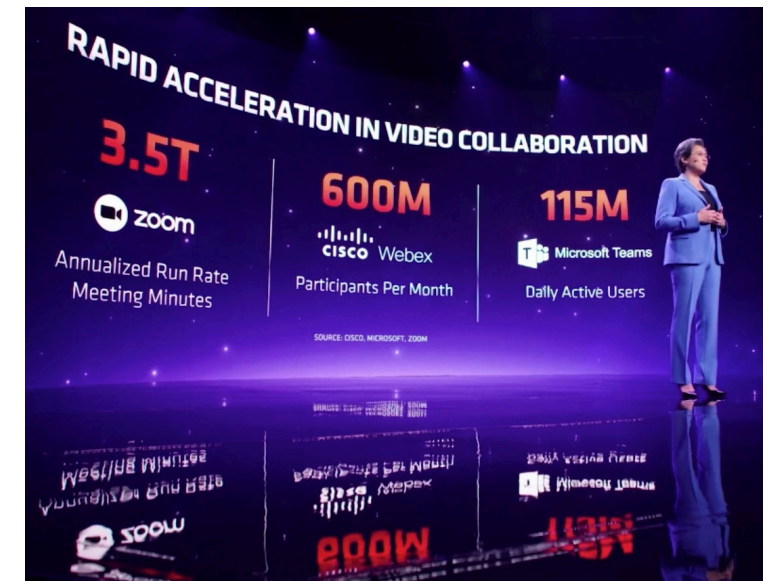 RAPID ACCELERATION IN VIDEO COLLABORATION
3.5T
zoom
Annualized Run Rate
Meeting Minutes
600M
CISCO Webex
Participants Per Month
115M
T Microsoft Teams
Daily Active Users
SOURCE: CISCO, MICROSOFT, ZOOM